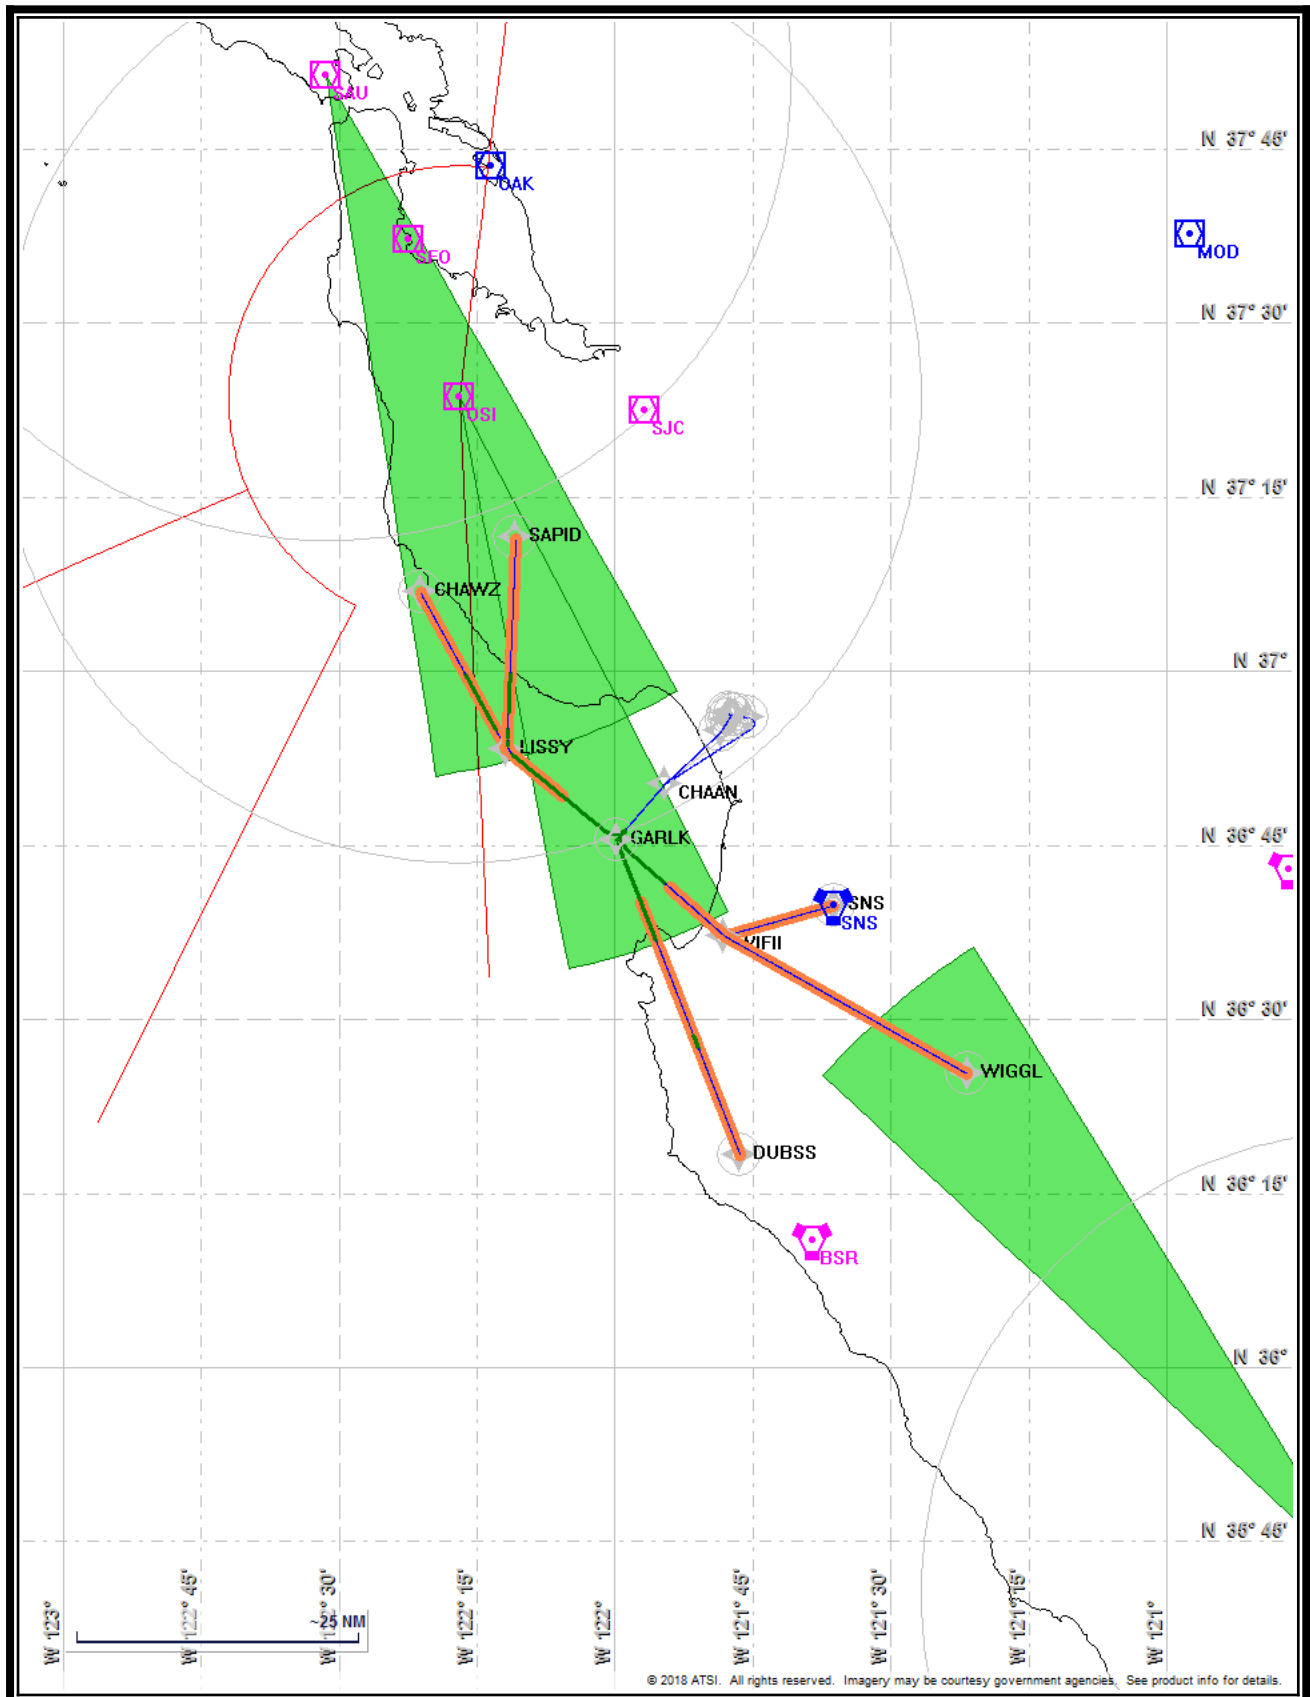 SAU
N 37° 45'
OAK
MOD
SFO
N 37° 30'
OSI
SJC
N 37° 15'
SAPID
CHAWZ
N 37°
LISSY
CHAAN
GARLK
N 36° 45'
SNS
SNS
YIFII
N 36° 30'
WIGGL
DUBSS
N 36° 15'
BSR
N 36°
N 35° 45'
W 123°
W 122° 45'
W 122° 30'
W 122° 15'
W 122°
W 121° 45'
W 121° 30'
W 121° 15'
W 121°
~25 NM
© 2018 ATSI. All rights reserved. Imagery may be courtesy government agencies. See product info for details.